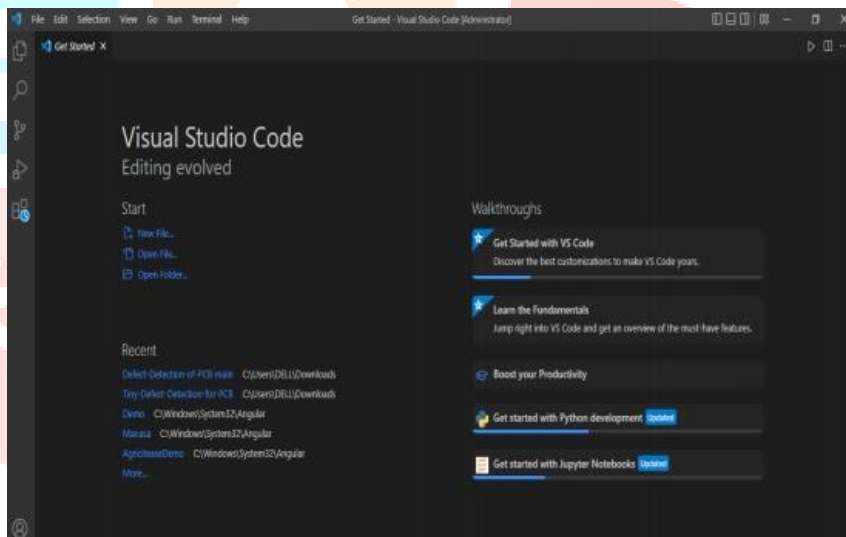 File Edit Selection View Go Run Terminal Help
Get Started - Visual Studio Code [Administrator]
Get Started
Visual Studio Code
Editing evolved
Start
New File...
Open File...
Open Folder...
Recent
Defect-Detection-of-PCB-main C:\Users\DELL\Downloads
Tiny-Defect-Detection-for-PCB C:\Users\DELL\Downloads
Demo C:\Windows\System32\Angular
Manasa C:\Windows\System32\Angular
C:\Windows\System32\Angular
More...
Walkthroughs
Get Started with VS Code
Discover the best customizations to make VS Code yours.
Learn the Fundamentals
Jump right into VS Code and get an overview of the must-have features.
Boost your Productivity
Get started with Python development Updated
Get started with Jupyter Notebooks Updated